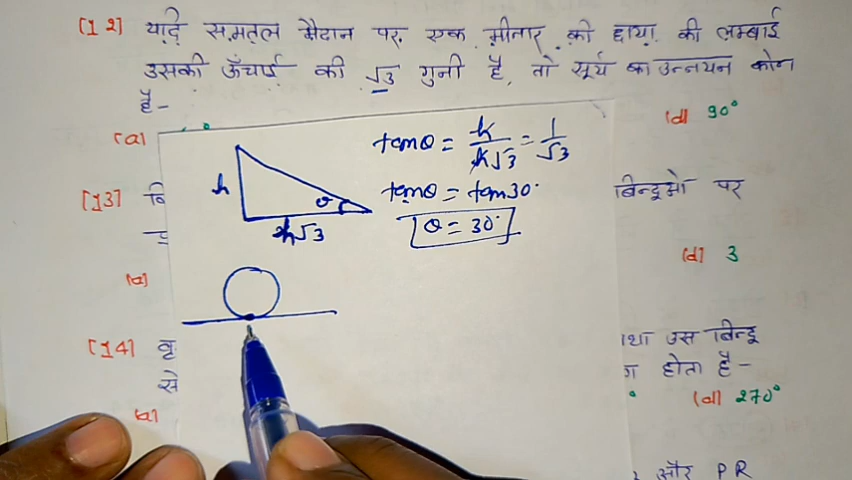 [12] यदि समतल मैदान पर एक मीनार की छाया की लम्बाई
उसकी ऊँचाई की √3 गुनी है, तो सूर्य का उन्नयन कोण
है-
(a)
(d) 90°
tanθ = h/h√3 = 1/√3
h
θ
h√3
tanθ = tan30°
θ = 30°
[13]
बिन्दुओं पर
(a)
(d) 3
[14] वृ
तथा उस बिन्दु
से
होता है-
(a)
(d) 270°
और PR